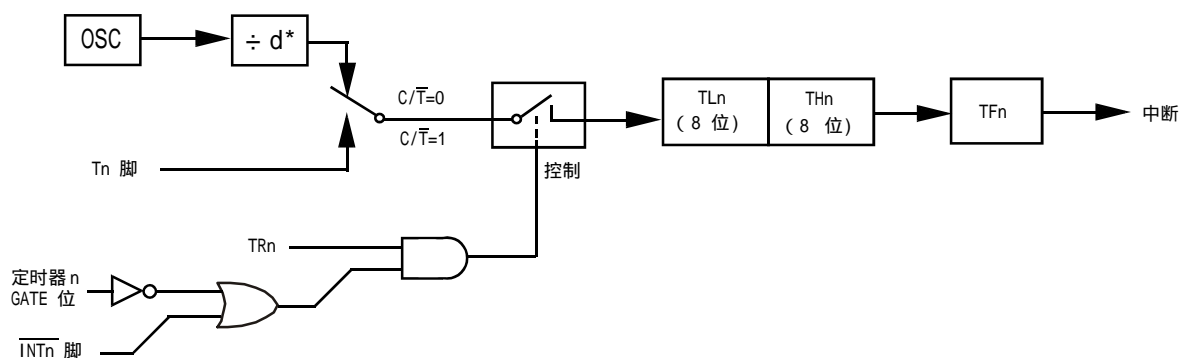 OSC
÷ d*
C/T̅=0
C/T̅=1
Tn 脚
控制
TLn
(8 位)
THn
(8 位)
TFn
中断
TRn
定时器n
GATE 位
I̅N̅T̅n̅ 脚